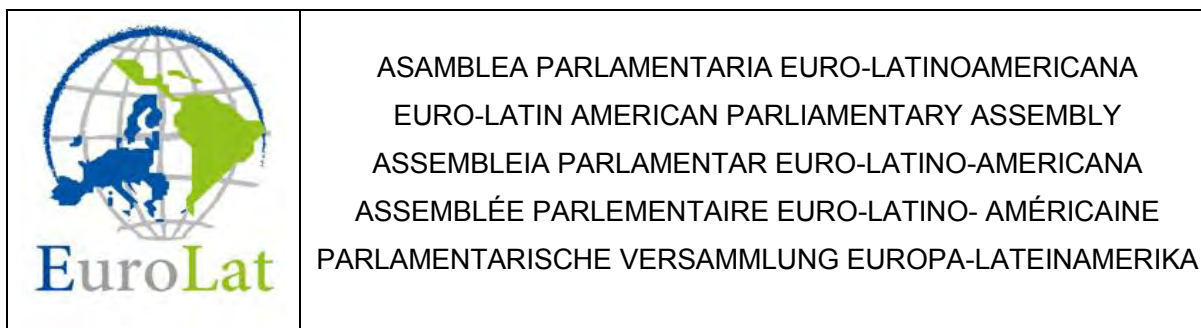 EuroLat
ASAMBLEA PARLAMENTARIA EURO-LATINOAMERICANA
EURO-LATIN AMERICAN PARLIAMENTARY ASSEMBLY
ASSEMBLEIA PARLAMENTAR EURO-LATINO-AMERICANA
ASSEMBLÉE PARLEMENTAIRE EURO-LATINO- AMÉRICAINE
PARLAMENTARISCHE VERSAMMLUNG EUROPA-LATEINAMERIKA